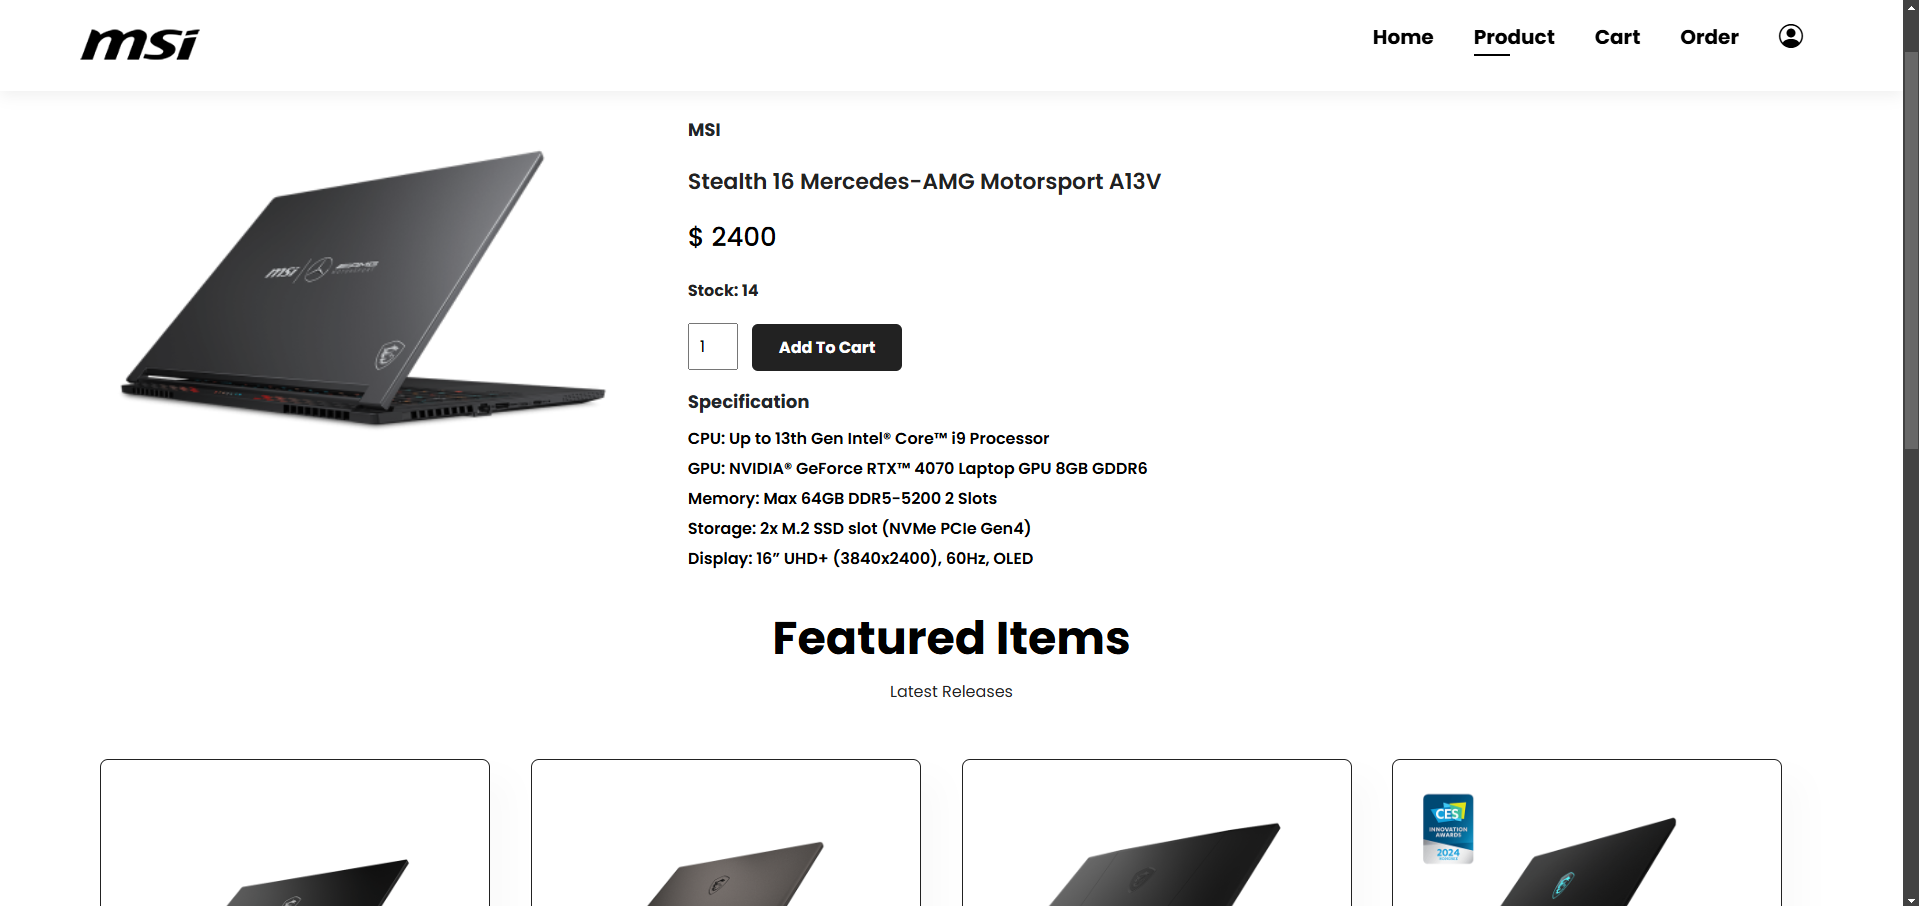 msi
Home Product Cart Order
MSI
Stealth 16 Mercedes-AMG Motorsport A13V
$ 2400
Stock: 14
1 Add To Cart
msi AMG
MOTORSPORT
Specification
CPU: Up to 13th Gen Intel® Core™ i9 Processor
GPU: NVIDIA® GeForce RTX™ 4070 Laptop GPU 8GB GDDR6
Memory: Max 64GB DDR5-5200 2 Slots
Storage: 2x M.2 SSD slot (NVMe PCIe Gen4)
Display: 16” UHD+ (3840x2400), 60Hz, OLED
Featured Items
Latest Releases
CES
INNOVATION
AWARDS
2024